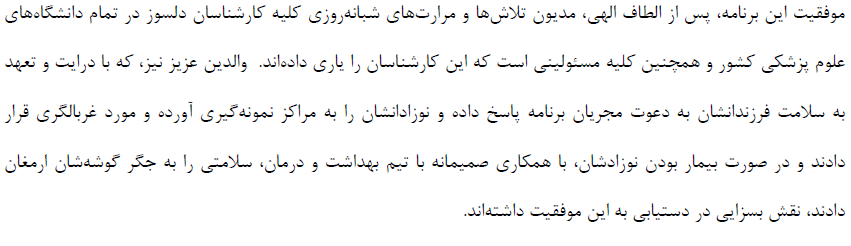 موفقیت این برنامه، پس از الطاف الهی، مدیون تلاش‌ها و مرارت‌های شبانه‌روزی کلیه کارشناسان دلسوز در تمام دانشگاه‌های
علوم پزشکی کشور و همچنین کلیه مسئولینی است که این کارشناسان را یاری داده‌اند. والدین عزیز نیز، که با درایت و تعهد
به سلامت فرزندانشان به دعوت مجریان برنامه پاسخ داده و نوزادانشان را به مراکز نمونه‌گیری آورده و مورد غربالگری قرار
دادند و در صورت بیمار بودن نوزادشان، با همکاری صمیمانه با تیم بهداشت و درمان، سلامتی را به جگر گوشه‌شان ارمغان
دادند، نقش بسزایی در دستیابی به این موفقیت داشته‌اند.